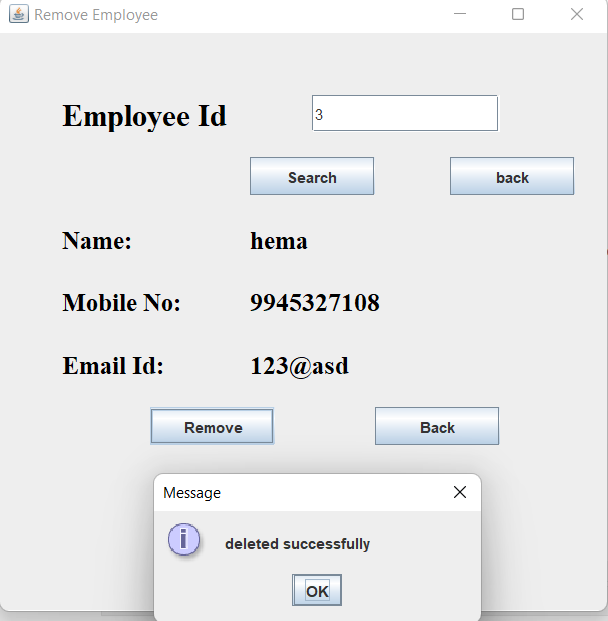 Remove Employee
Employee Id 3
Search back
Name: hema
Mobile No: 9945327108
Email Id: 123@asd
Remove Back
Message
i deleted successfully
OK